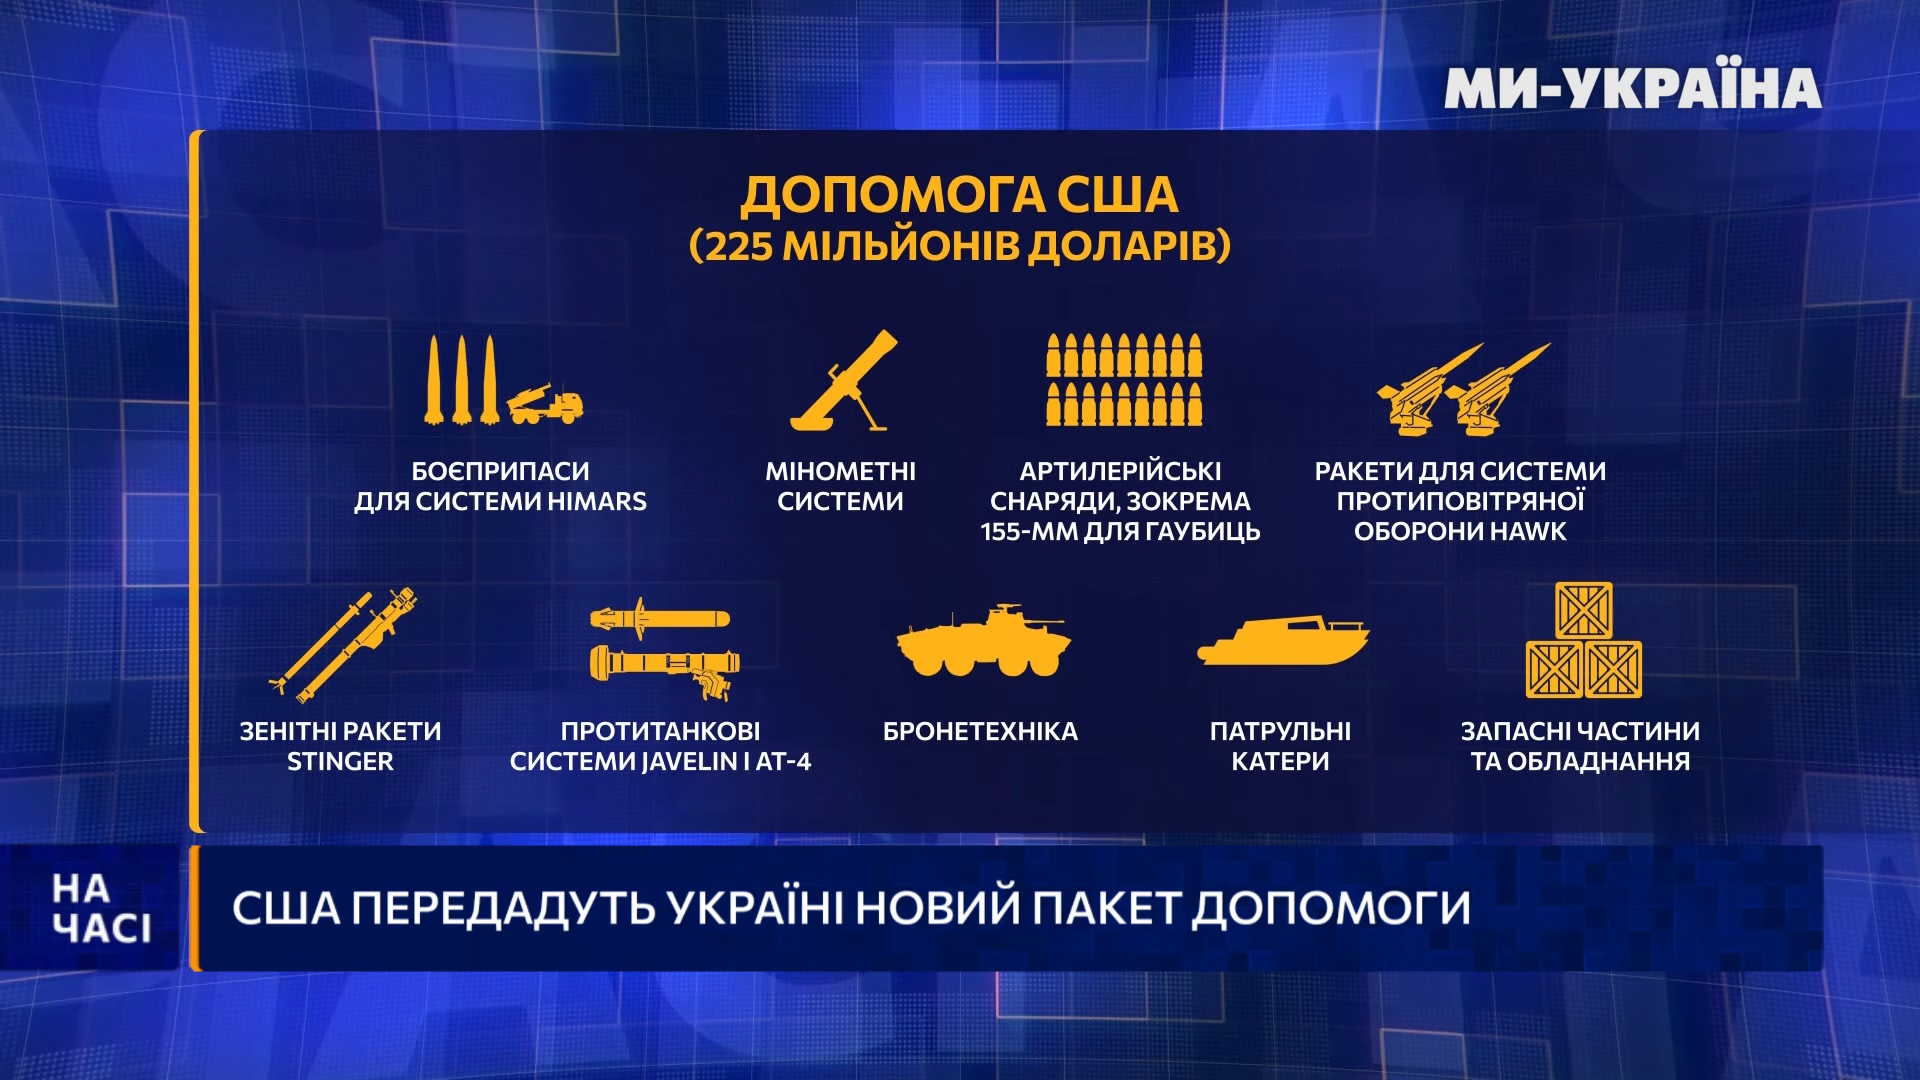 МИ-УКРАЇНА
ДОПОМОГА США
(225 МІЛЬЙОНІВ ДОЛАРІВ)
БОЄПРИПАСИ
ДЛЯ СИСТЕМИ HIMARS
МІНОМЕТНІ
СИСТЕМИ
АРТИЛЕРІЙСЬКІ
СНАРЯДИ, ЗОКРЕМА
155-ММ ДЛЯ ГАУБИЦЬ
РАКЕТИ ДЛЯ СИСТЕМИ
ПРОТИПОВІТРЯНОЇ
ОБОРОНИ HAWK
ЗЕНІТНІ РАКЕТИ
STINGER
ПРОТИТАНКОВІ
СИСТЕМИ JAVELIN І AT-4
БРОНЕТЕХНІКА
ПАТРУЛЬНІ
КАТЕРИ
ЗАПАСНІ ЧАСТИНИ
ТА ОБЛАДНАННЯ
НА
ЧАСІ
США ПЕРЕДАДУТЬ УКРАЇНІ НОВИЙ ПАКЕТ ДОПОМОГИ